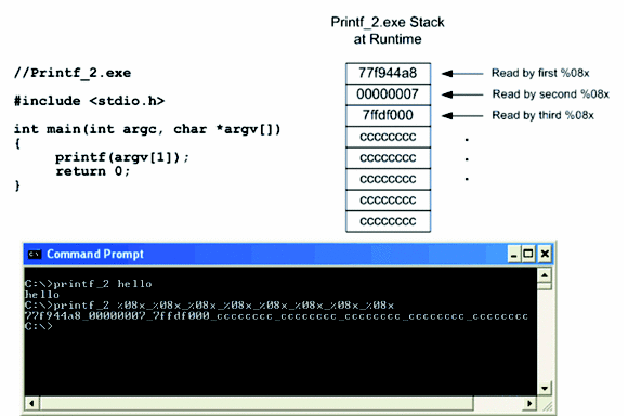 Printf_2.exe Stack
at Runtime
//Printf_2.exe
#include <stdio.h>
int main(int argc, char *argv[])
{
printf(argv[1]);
return 0;
}
77f944a8
00000007
7ffdf000
cccccccc
cccccccc
cccccccc
cccccccc
cccccccc
Read by first %08x
Read by second %08x
Read by third %08x
.
.
.
Command Prompt
C:\>printf_2 hello
hello
C:\>printf_2 %08x_%08x_%08x_%08x_%08x_%08x_%08x_%08x
77f944a8_00000007_7ffdf000_cccccccc_cccccccc_cccccccc_cccccccc_cccccccc
C:\>